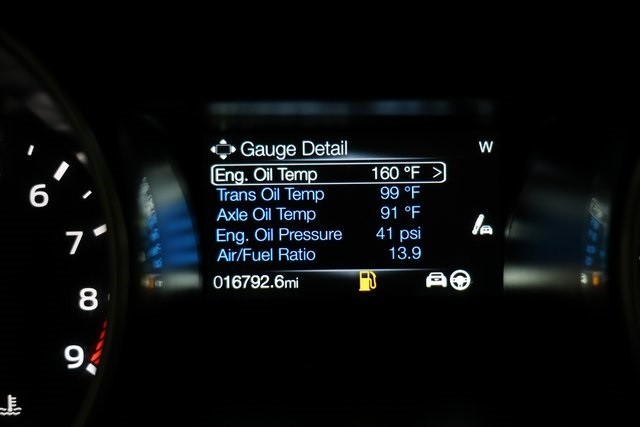 Gauge Detail W
Eng. Oil Temp 160 °F >
Trans Oil Temp 99 °F
Axle Oil Temp 91 °F
Eng. Oil Pressure 41 psi
Air/Fuel Ratio 13.9
016792.6mi
6
7
8
9